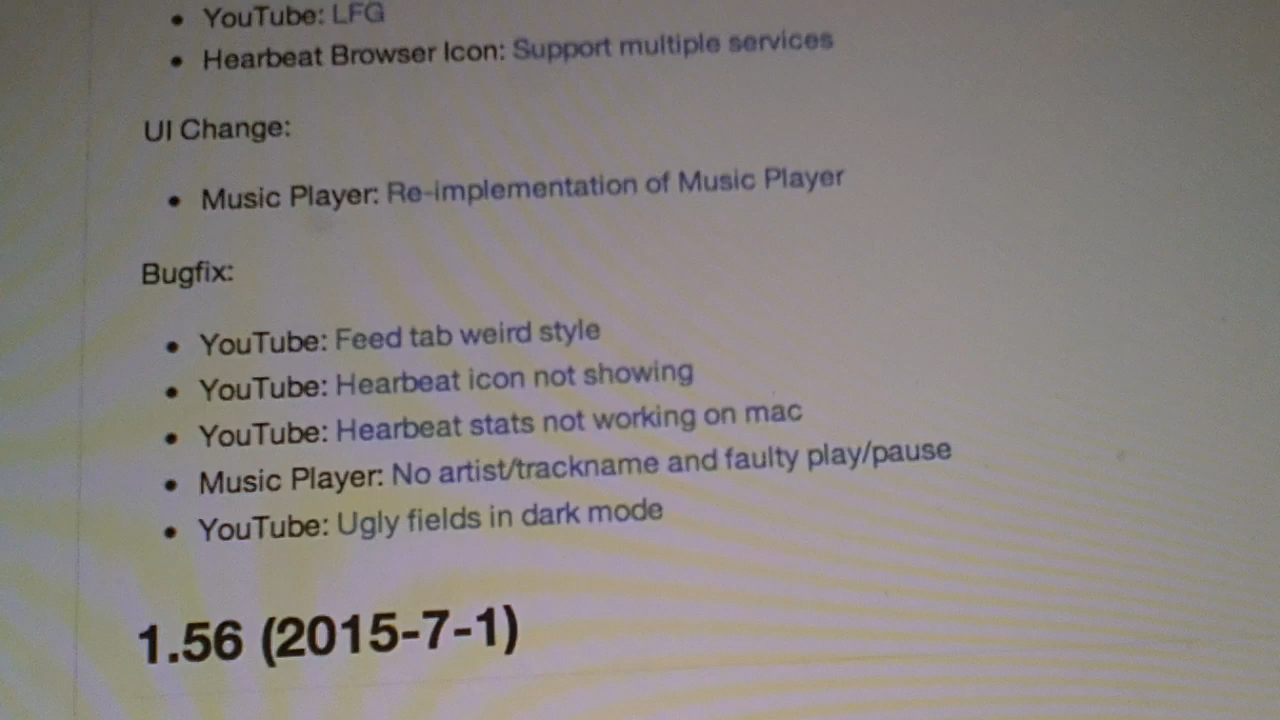 • YouTube: LFG
• Hearbeat Browser Icon: Support multiple services
UI Change:
• Music Player: Re-implementation of Music Player
Bugfix:
• YouTube: Feed tab weird style
• YouTube: Hearbeat icon not showing
• YouTube: Hearbeat stats not working on mac
• Music Player: No artist/trackname and faulty play/pause
• YouTube: Ugly fields in dark mode
1.56 (2015-7-1)